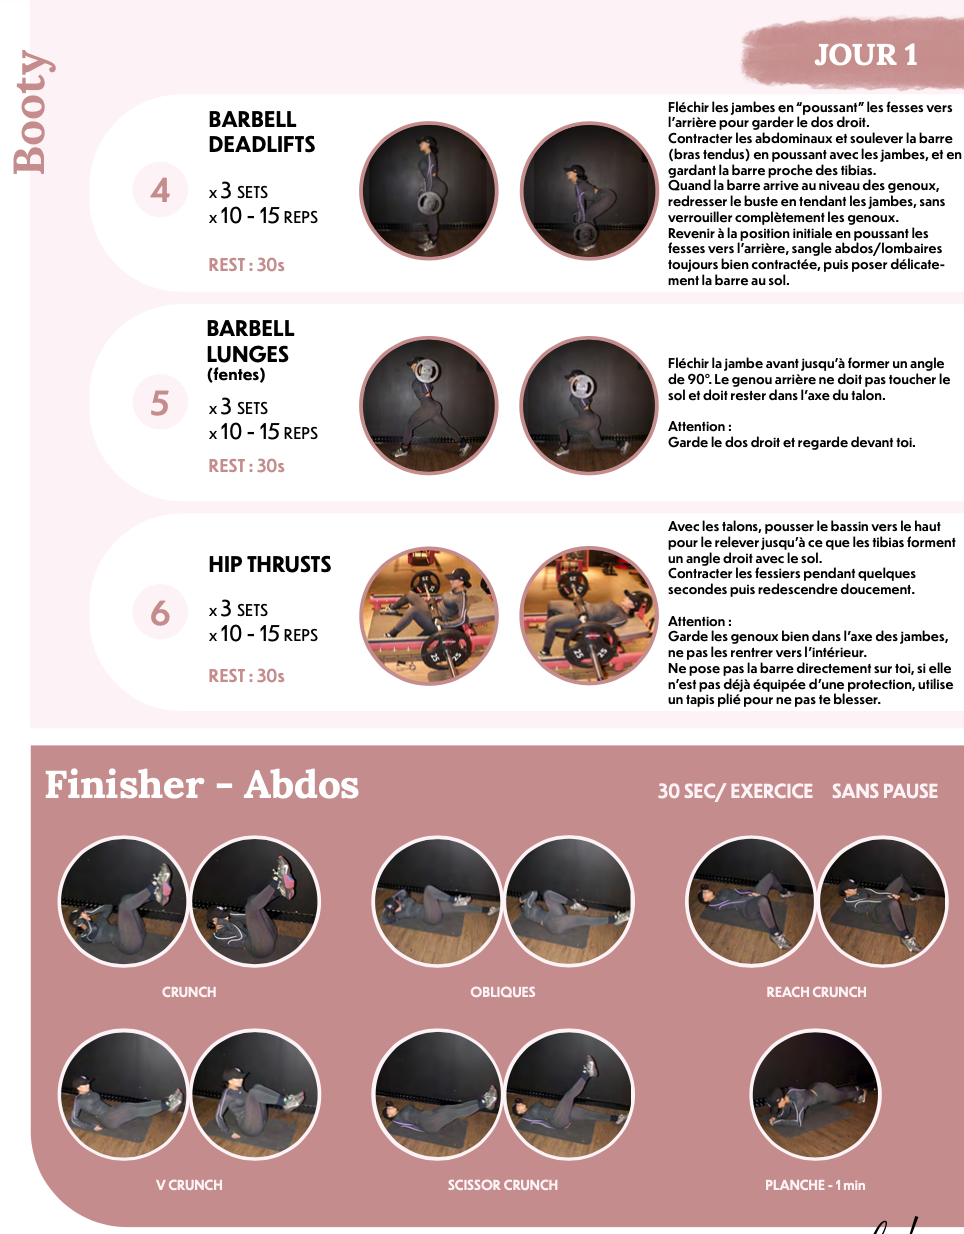 Booty
JOUR 1
4
BARBELL
DEADLIFTS
x 3 SETS
x 10 - 15 REPS
REST : 30s
Fléchir les jambes en “poussant” les fesses vers
l’arrière pour garder le dos droit.
Contracter les abdominaux et soulever la barre
(bras tendus) en poussant avec les jambes, et en
gardant la barre proche des tibias.
Quand la barre arrive au niveau des genoux,
redresser le buste en tendant les jambes, sans
verrouiller complètement les genoux.
Revenir à la position initiale en poussant les
fesses vers l’arrière, sangle abdos/lombaires
toujours bien contractée, puis poser délicate-
ment la barre au sol.
5
BARBELL
LUNGES
(fentes)
x 3 SETS
x 10 - 15 REPS
REST : 30s
Fléchir la jambe avant jusqu’à former un angle
de 90°. Le genou arrière ne doit pas toucher le
sol et doit rester dans l’axe du talon.
Attention :
Garde le dos droit et regarde devant toi.
6
HIP THRUSTS
x 3 SETS
x 10 - 15 REPS
REST : 30s
25
25
Avec les talons, pousser le bassin vers le haut
pour le relever jusqu’à ce que les tibias forment
un angle droit avec le sol.
Contracter les fessiers pendant quelques
secondes puis redescendre doucement.
Attention :
Garde les genoux bien dans l’axe des jambes,
ne pas les rentrer vers l’intérieur.
Ne pose pas la barre directement sur toi, si elle
n’est pas déjà équipée d’une protection, utilise
un tapis plié pour ne pas te blesser.
Finisher - Abdos
30 SEC/ EXERCICE SANS PAUSE
CRUNCH
OBLIQUES
REACH CRUNCH
V CRUNCH
SCISSOR CRUNCH
PLANCHE - 1 min